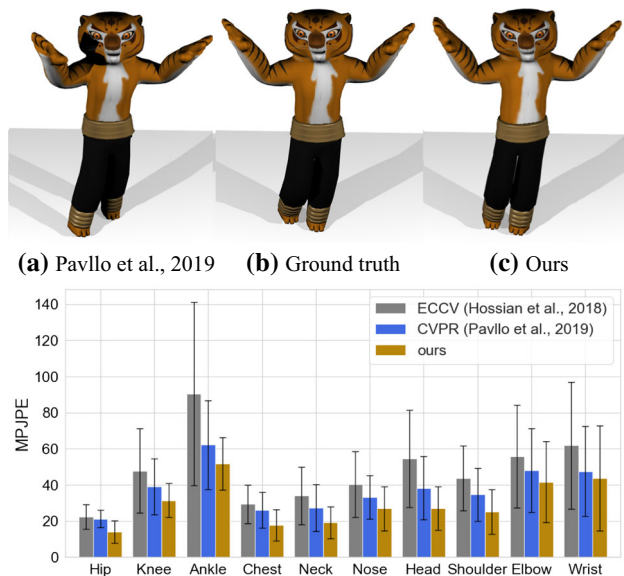 (a) Pavllo et al., 2019 (b) Ground truth (c) Ours
140
120
100
80
60
40
20
0
MPJPE
ECCV (Hossian et al., 2018)
CVPR (Pavllo et al., 2019)
ours
Hip Knee Ankle Chest Neck Nose Head Shoulder Elbow Wrist